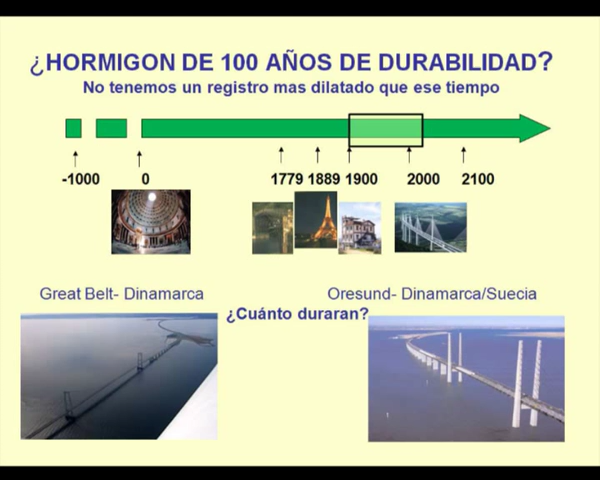 ¿HORMIGON DE 100 AÑOS DE DURABILIDAD?
No tenemos un registro mas dilatado que ese tiempo
-1000 0 1779 1889 1900 2000 2100
Great Belt- Dinamarca
Oresund- Dinamarca/Suecia
¿Cuánto duraran?